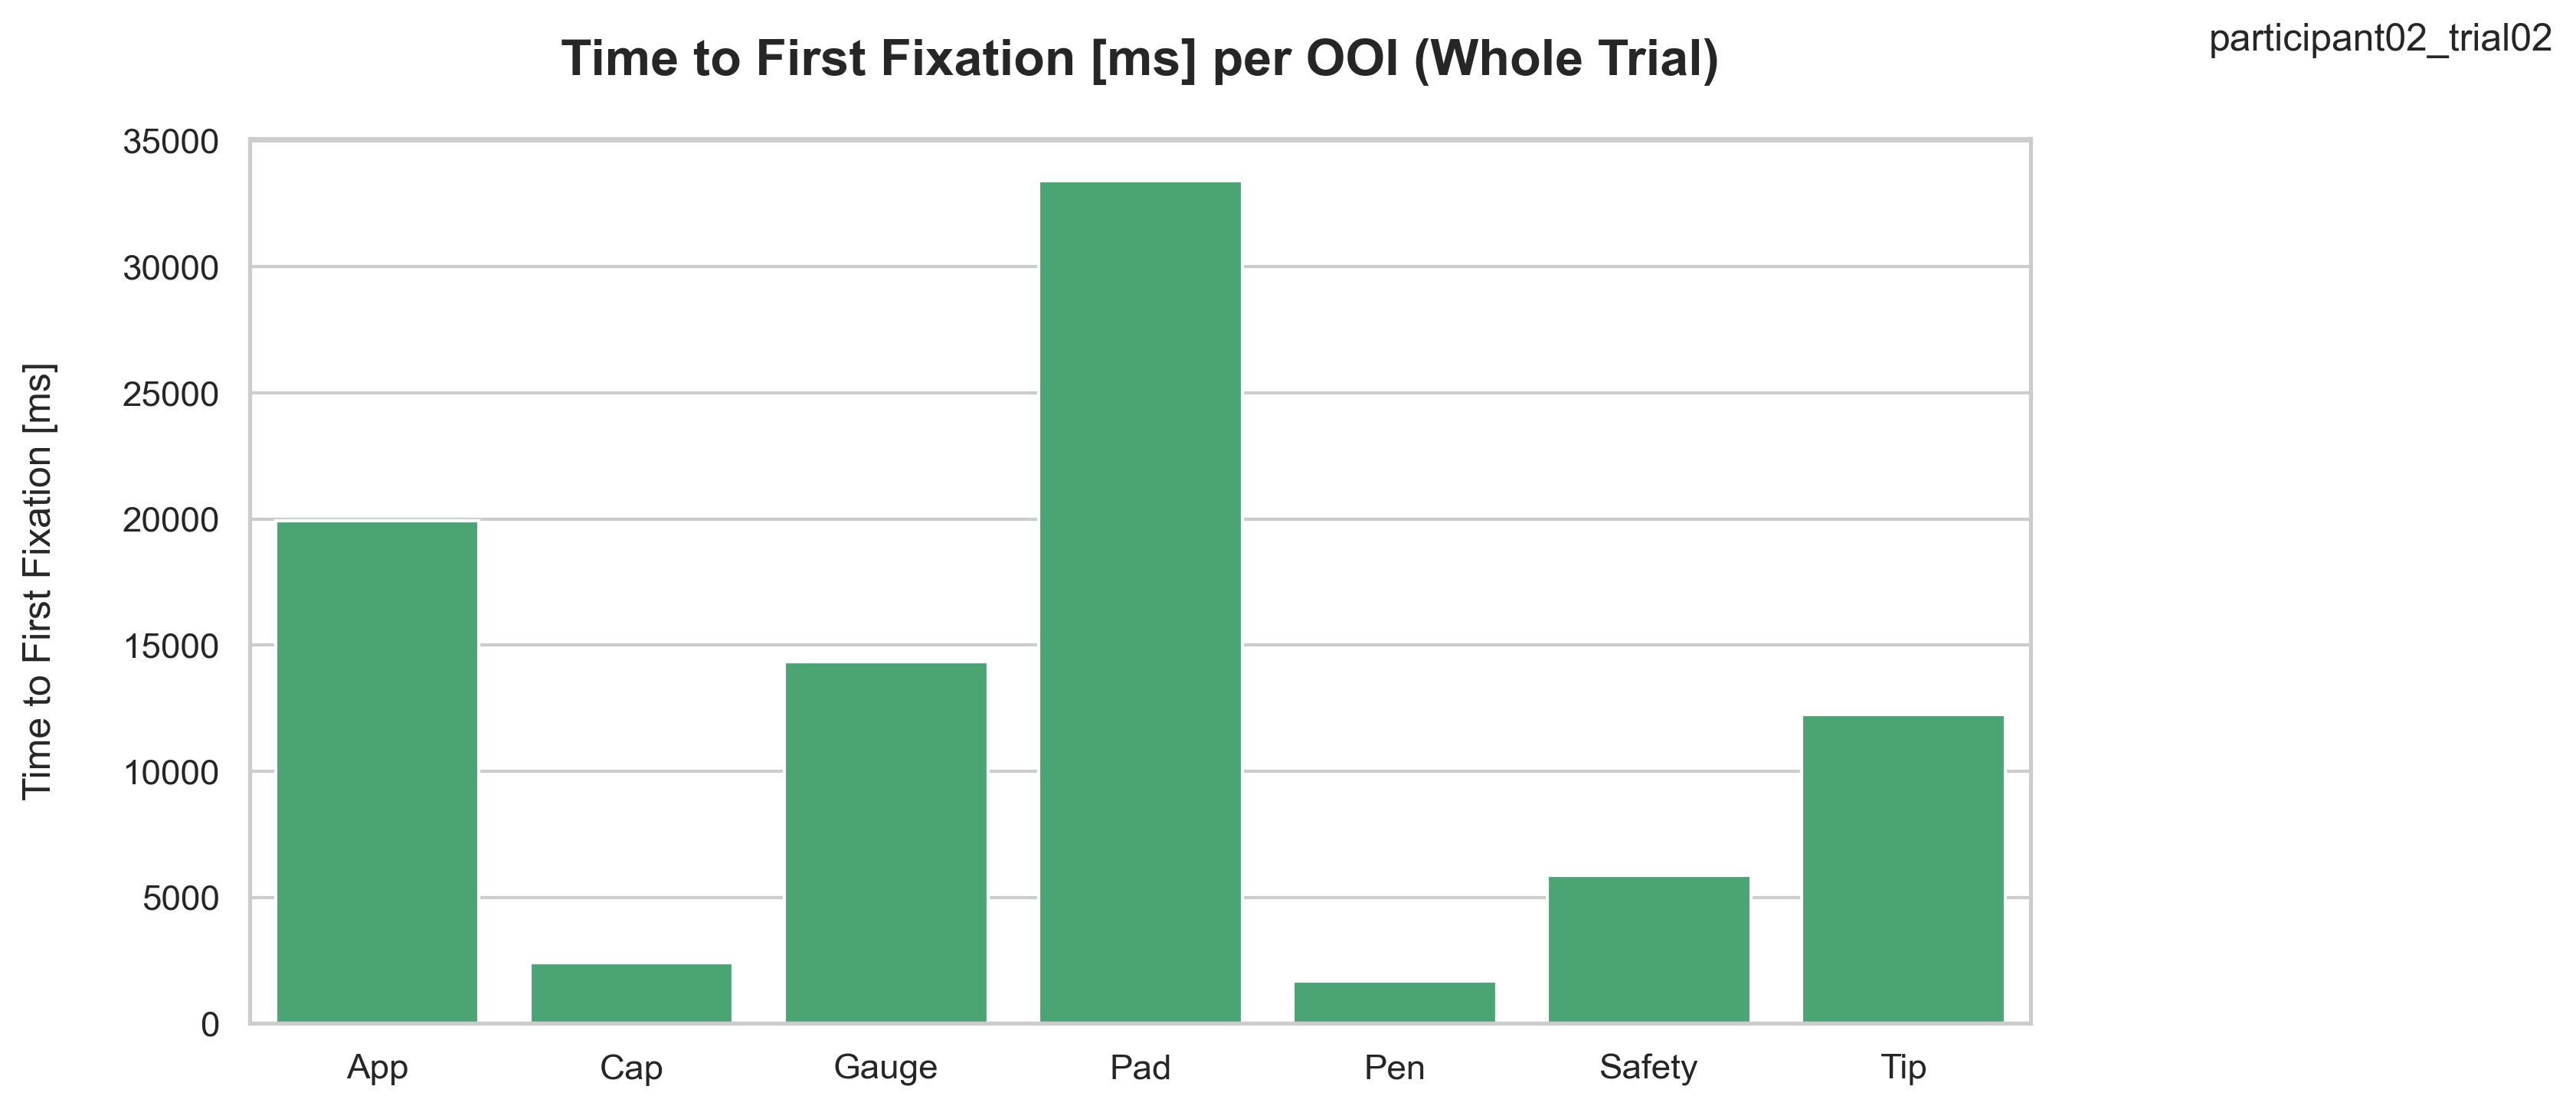 participant02_trial02
Time to First Fixation [ms] per OOI (Whole Trial)
Time to First Fixation [ms]
35000
30000
25000
20000
15000
10000
5000
0
App Cap Gauge Pad Pen Safety Tip